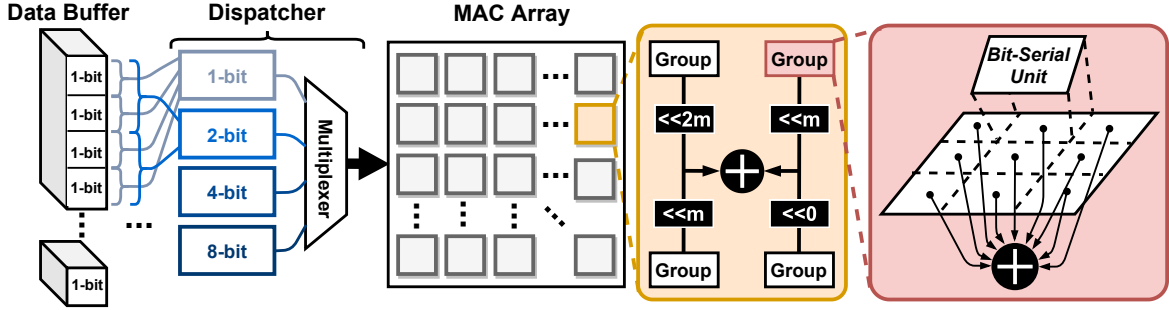 Data Buffer
Dispatcher
MAC Array
1-bit
1-bit
1-bit
1-bit
1-bit
1-bit
2-bit
4-bit
8-bit
Multiplexer
Group
Group
<<2m
<<m
<<m
<<0
Group
Group
Bit-Serial
Unit